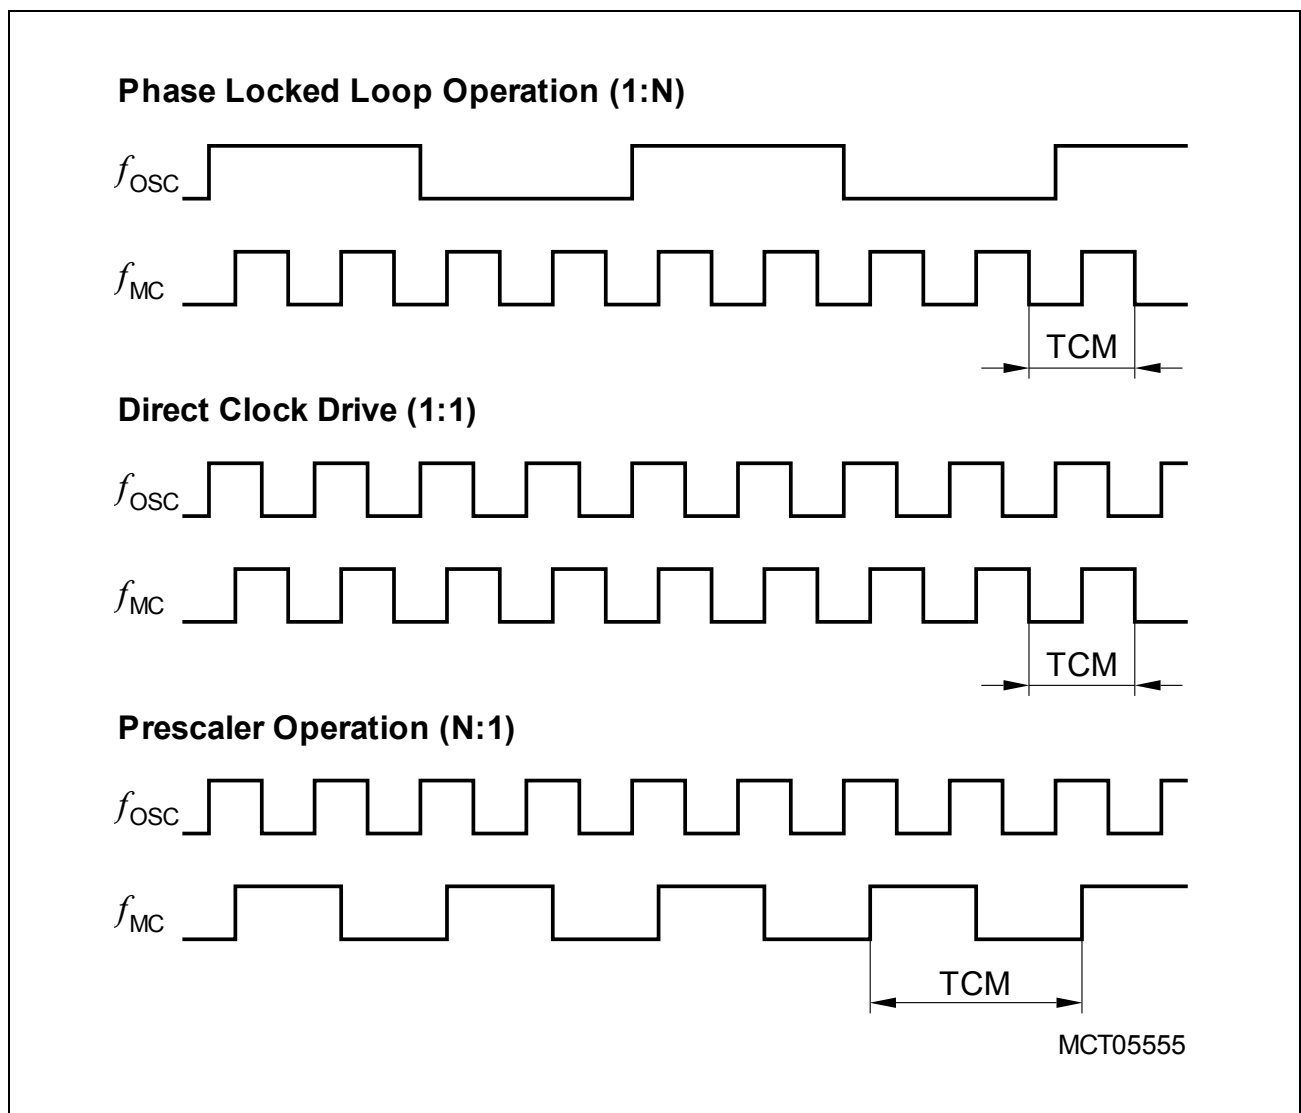 Phase Locked Loop Operation (1:N)
fOSC
fMC
TCM
Direct Clock Drive (1:1)
fOSC
fMC
TCM
Prescaler Operation (N:1)
fOSC
fMC
TCM
MCT05555